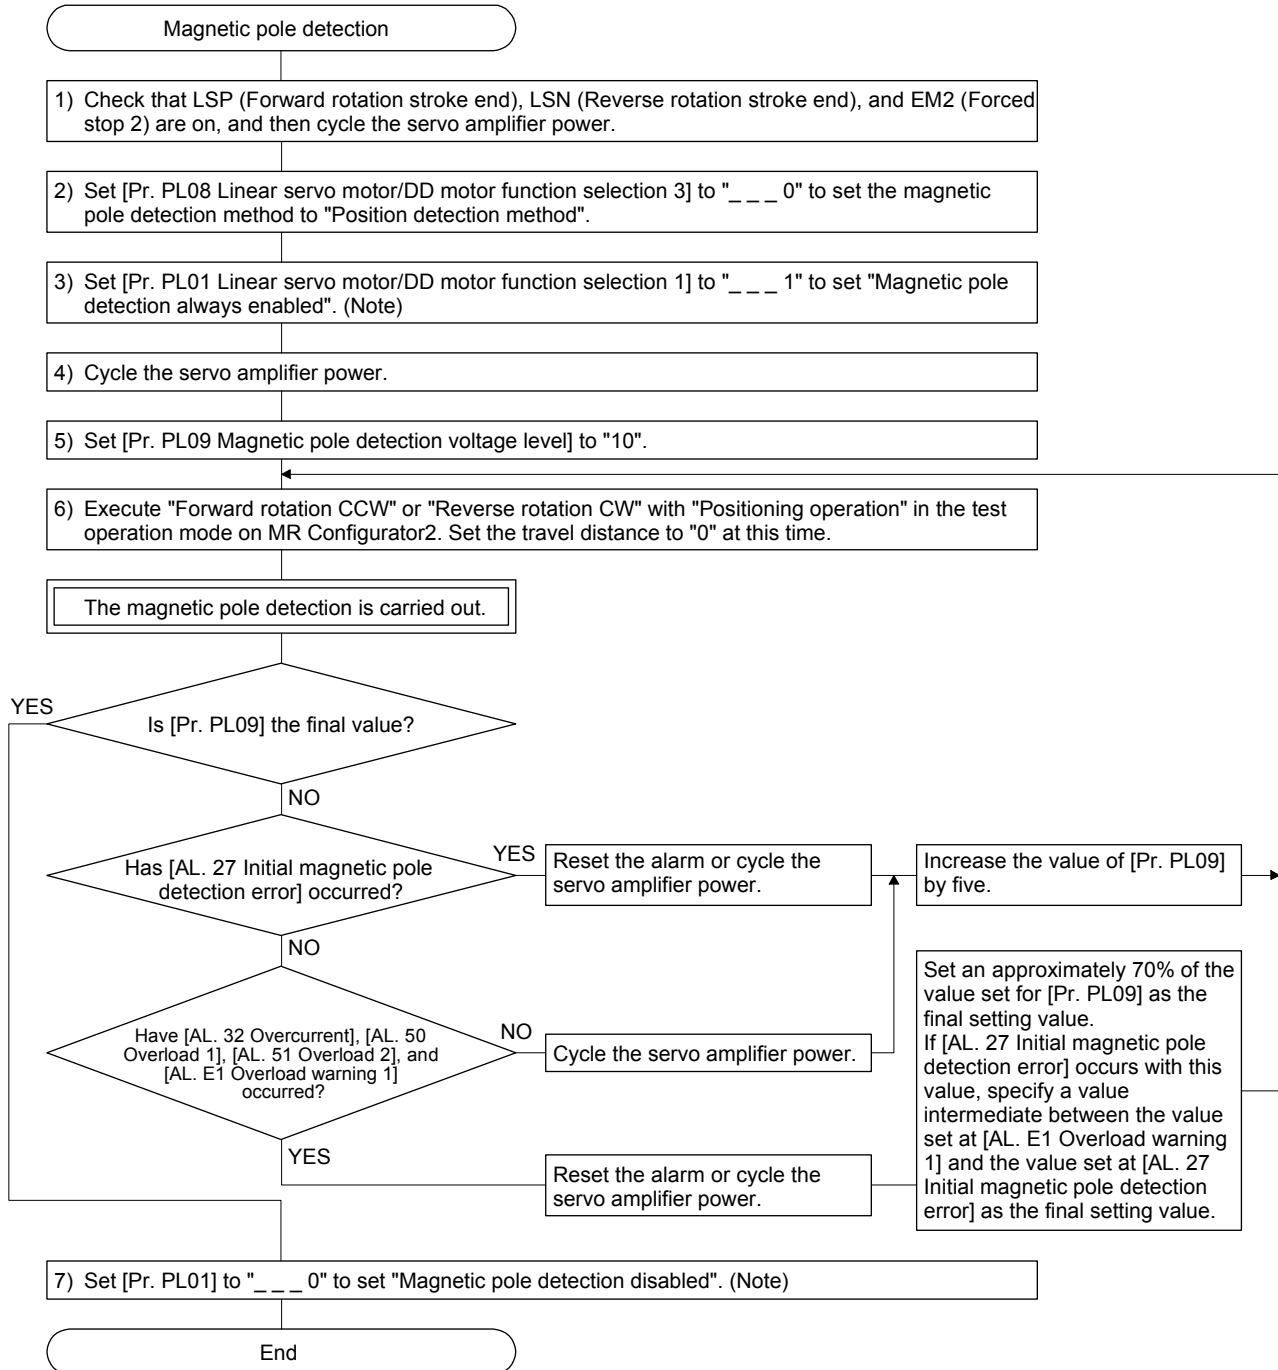 Magnetic pole detection
1) Check that LSP (Forward rotation stroke end), LSN (Reverse rotation stroke end), and EM2 (Forced
stop 2) are on, and then cycle the servo amplifier power.
2) Set [Pr. PL08 Linear servo motor/DD motor function selection 3] to "_ _ _ 0" to set the magnetic
pole detection method to "Position detection method".
3) Set [Pr. PL01 Linear servo motor/DD motor function selection 1] to "_ _ _ 1" to set "Magnetic pole
detection always enabled". (Note)
4) Cycle the servo amplifier power.
5) Set [Pr. PL09 Magnetic pole detection voltage level] to "10".
6) Execute "Forward rotation CCW" or "Reverse rotation CW" with "Positioning operation" in the test
operation mode on MR Configurator2. Set the travel distance to "0" at this time.
The magnetic pole detection is carried out.
YES
Is [Pr. PL09] the final value?
NO
Has [AL. 27 Initial magnetic pole
detection error] occurred?
YES
Reset the alarm or cycle the
servo amplifier power.
Increase the value of [Pr. PL09]
by five.
NO
Have [AL. 32 Overcurrent], [AL. 50
Overload 1], [AL. 51 Overload 2], and
[AL. E1 Overload warning 1]
occurred?
NO
Cycle the servo amplifier power.
Set an approximately 70% of the
value set for [Pr. PL09] as the
final setting value.
If [AL. 27 Initial magnetic pole
detection error] occurs with this
value, specify a value
intermediate between the value
set at [AL. E1 Overload warning
1] and the value set at [AL. 27
Initial magnetic pole detection
error] as the final setting value.
YES
Reset the alarm or cycle the
servo amplifier power.
7) Set [Pr. PL01] to "_ _ _ 0" to set "Magnetic pole detection disabled". (Note)
End